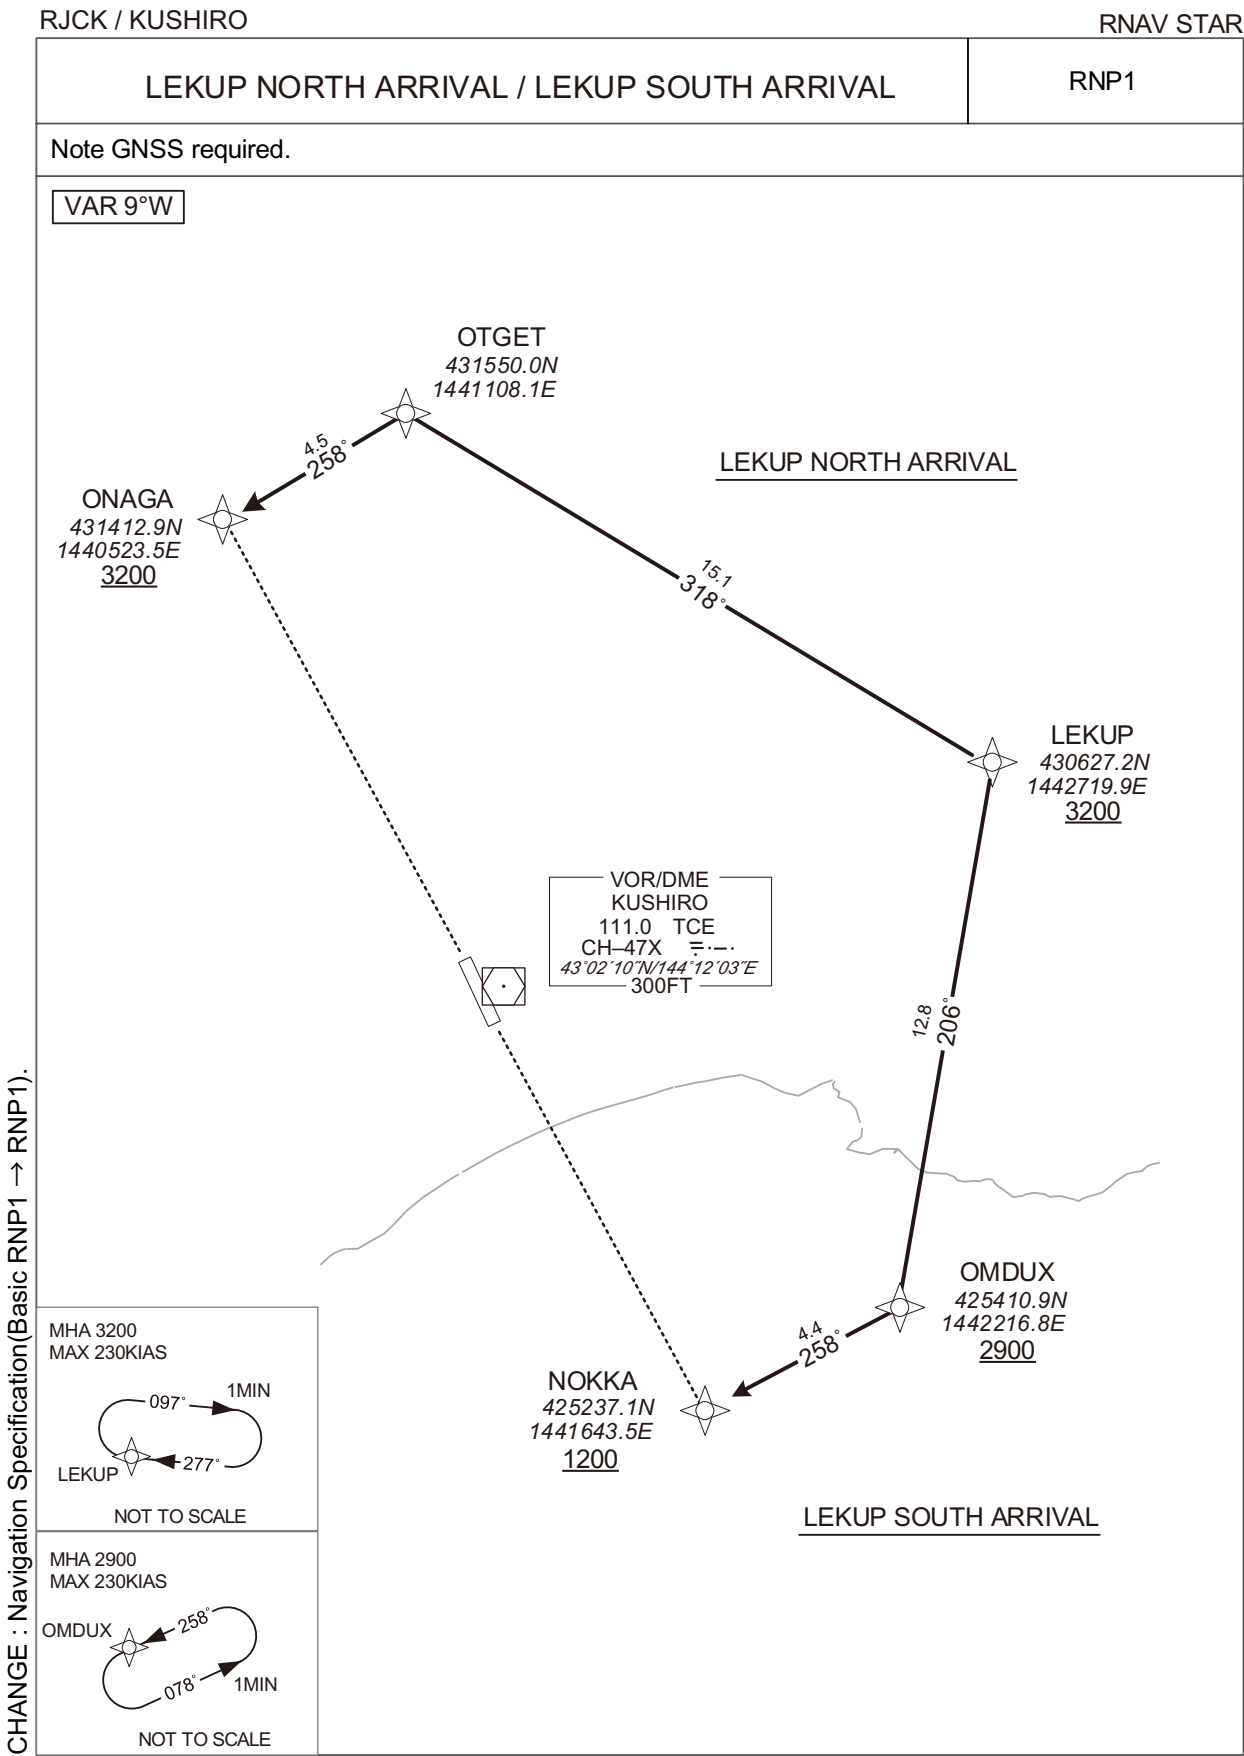 RJCK / KUSHIRO
RNAV STAR
LEKUP NORTH ARRIVAL / LEKUP SOUTH ARRIVAL
RNP1
Note GNSS required.
VAR 9°W
OTGET
431550.0N
1441108.1E
4.5
258°
LEKUP NORTH ARRIVAL
ONAGA
431412.9N
1440523.5E
3200
15.1
318°
LEKUP
430627.2N
1442719.9E
3200
VOR/DME
KUSHIRO
111.0 TCE
CH–47X
43°02´10˝N/144°12´03˝E
300FT
12.8
206°
OMDUX
425410.9N
1442216.8E
2900
4.4
258°
NOKKA
425237.1N
1441643.5E
1200
LEKUP SOUTH ARRIVAL
MHA 3200
MAX 230KIAS
097°
1MIN
277°
LEKUP
NOT TO SCALE
MHA 2900
MAX 230KIAS
OMDUX
258°
078°
1MIN
NOT TO SCALE
CHANGE : Navigation Specification(Basic RNP1 → RNP1).